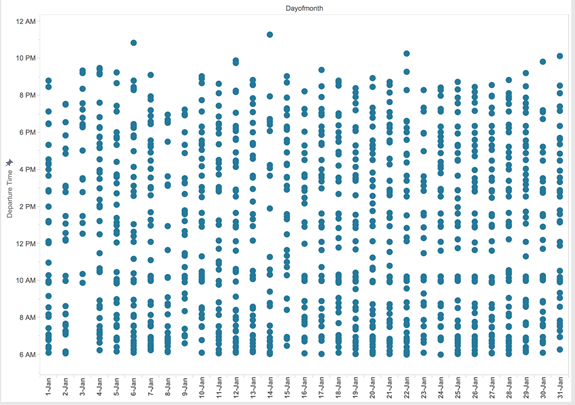 Dayofmonth
12 AM
10 PM
8 PM
6 PM
4 PM
2 PM
12 PM
10 AM
8 AM
6 AM
Departure Time
1-Jan
2-Jan
3-Jan
4-Jan
5-Jan
6-Jan
7-Jan
8-Jan
9-Jan
10-Jan
11-Jan
12-Jan
13-Jan
14-Jan
15-Jan
16-Jan
17-Jan
18-Jan
19-Jan
20-Jan
21-Jan
22-Jan
23-Jan
24-Jan
25-Jan
26-Jan
27-Jan
28-Jan
29-Jan
30-Jan
31-Jan